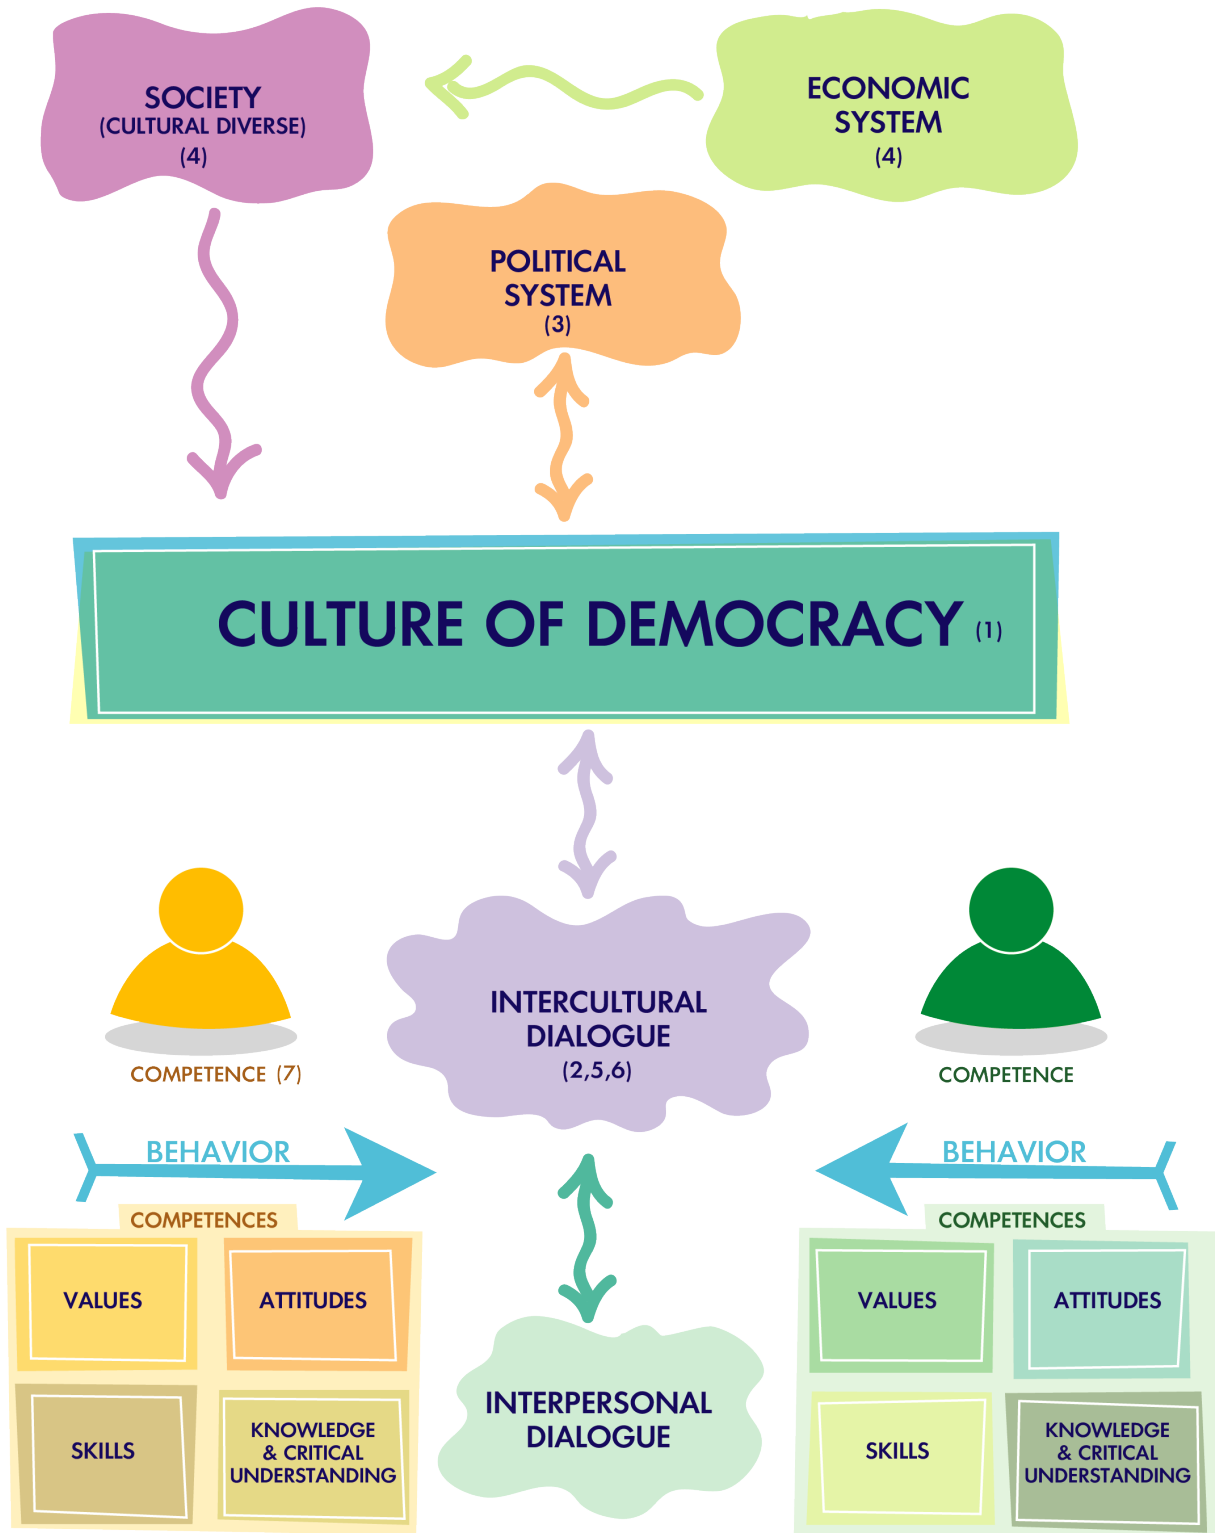 SOCIETY
(CULTURAL DIVERSE)
(4)
ECONOMIC
SYSTEM
(4)
POLITICAL
SYSTEM
(3)
CULTURE OF DEMOCRACY (1)
INTERCULTURAL
DIALOGUE
(2,5,6)
COMPETENCE (7)
COMPETENCE
BEHAVIOR
BEHAVIOR
COMPETENCES
VALUES
ATTITUDES
SKILLS
KNOWLEDGE
& CRITICAL
UNDERSTANDING
INTERPERSONAL
DIALOGUE
COMPETENCES
VALUES
ATTITUDES
SKILLS
KNOWLEDGE
& CRITICAL
UNDERSTANDING